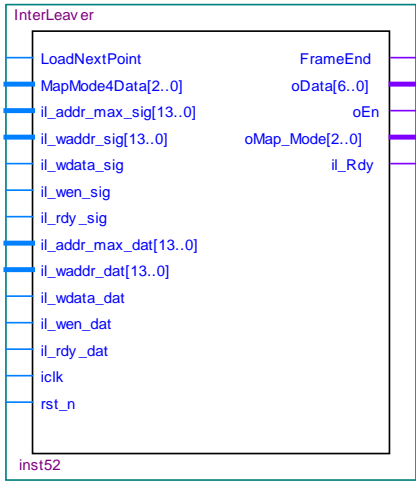 InterLeaver
LoadNextPoint FrameEnd
MapMode4Data[2..0] oData[6..0]
il_addr_max_sig[13..0] oEn
il_waddr_sig[13..0] oMap_Mode[2..0]
il_wdata_sig il_Rdy
il_wen_sig
il_rdy_sig
il_addr_max_dat[13..0]
il_waddr_dat[13..0]
il_wdata_dat
il_wen_dat
il_rdy_dat
iclk
rst_n
inst52